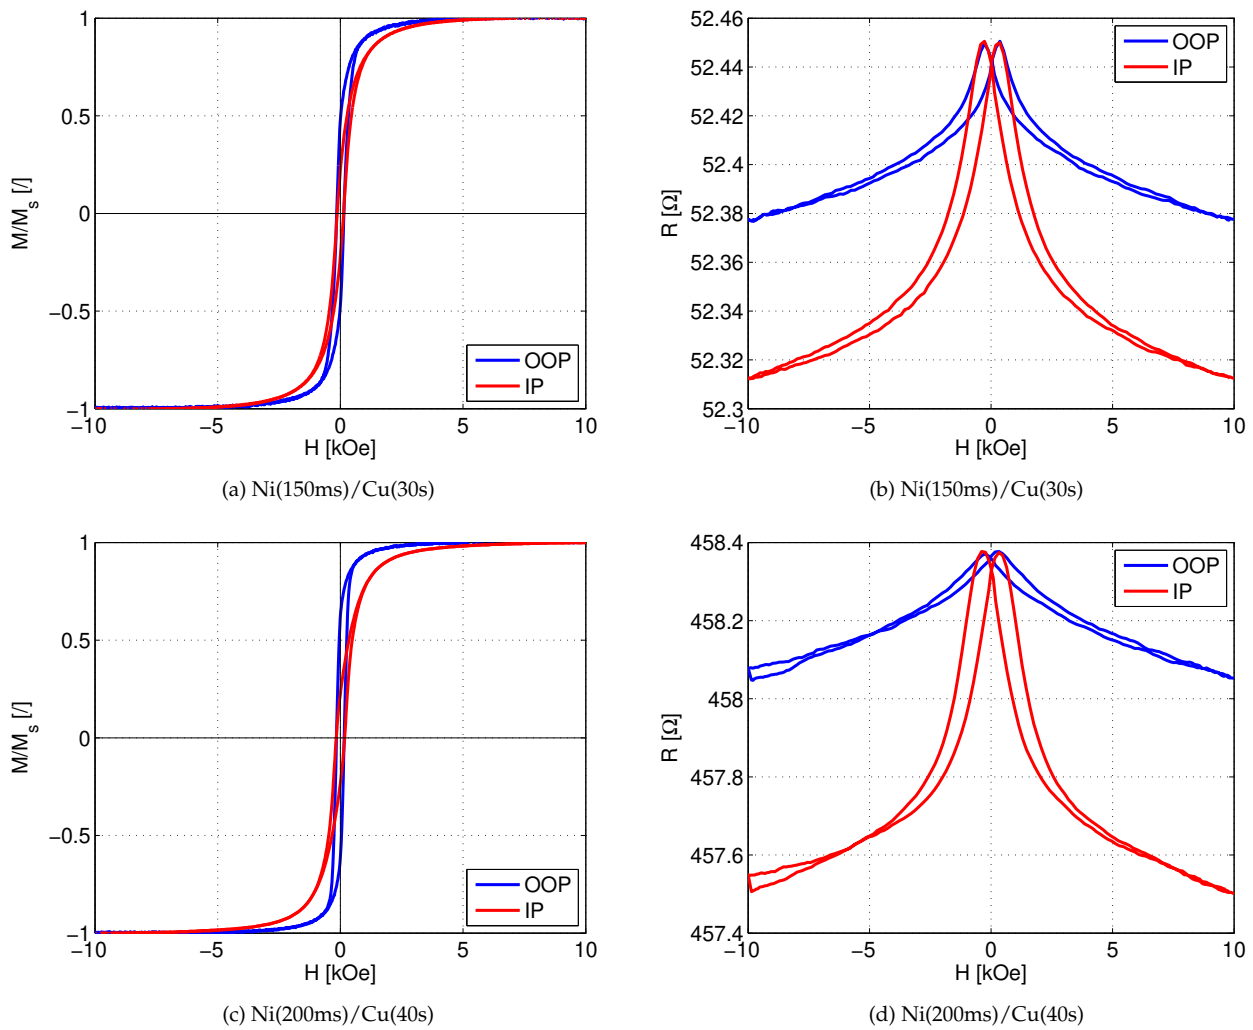 1
0.5
0
−0.5
−1
M/Ms [/]
−10
−5
0
5
10
H [kOe]
OOP
IP
(a) Ni(150ms)/Cu(30s)
52.46
52.44
52.42
52.4
52.38
52.36
52.34
52.32
52.3
R [Ω]
−10
−5
0
5
10
H [kOe]
OOP
IP
(b) Ni(150ms)/Cu(30s)
1
0.5
0
−0.5
−1
M/Ms [/]
−10
−5
0
5
10
H [kOe]
OOP
IP
(c) Ni(200ms)/Cu(40s)
458.4
458.2
458
457.8
457.6
457.4
R [Ω]
−10
−5
0
5
10
H [kOe]
OOP
IP
(d) Ni(200ms)/Cu(40s)